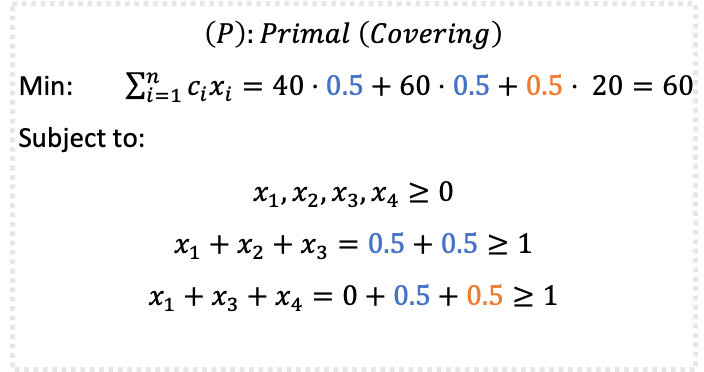 (P): Primal (Covering)
Min: ∑ⁿᵢ₌₁ cᵢxᵢ = 40 · 0.5 + 60 · 0.5 + 0.5 · 20 = 60
Subject to:
x₁, x₂, x₃, x₄ ≥ 0
x₁ + x₂ + x₃ = 0.5 + 0.5 ≥ 1
x₁ + x₃ + x₄ = 0 + 0.5 + 0.5 ≥ 1